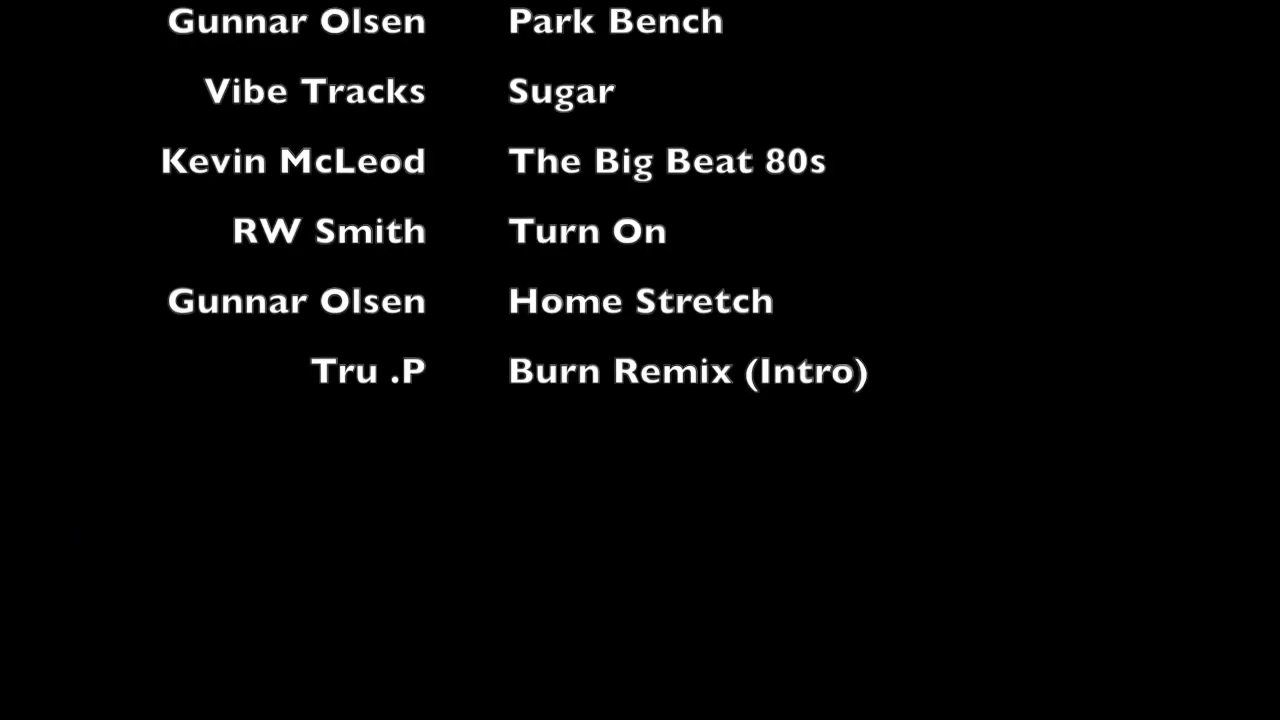 Gunnar Olsen Park Bench
Vibe Tracks Sugar
Kevin McLeod The Big Beat 80s
RW Smith Turn On
Gunnar Olsen Home Stretch
Tru .P Burn Remix (Intro)